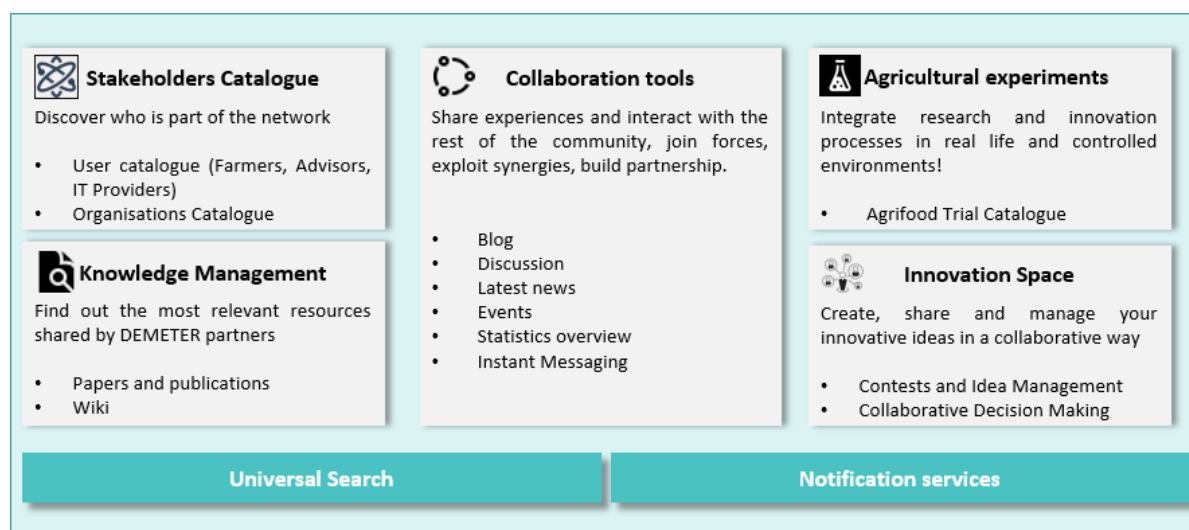 Stakeholders Catalogue
Discover who is part of the network
• User catalogue (Farmers, Advisors,
IT Providers)
• Organisations Catalogue
Knowledge Management
Find out the most relevant resources
shared by DEMETER partners
• Papers and publications
• Wiki
Collaboration tools
Share experiences and interact with the
rest of the community, join forces,
exploit synergies, build partnership.
• Blog
• Discussion
• Latest news
• Events
• Statistics overview
• Instant Messaging
Agricultural experiments
Integrate research and innovation
processes in real life and controlled
environments!
• Agrifood Trial Catalogue
Innovation Space
Create, share and manage your
innovative ideas in a collaborative way
• Contests and Idea Management
• Collaborative Decision Making
Universal Search
Notification services